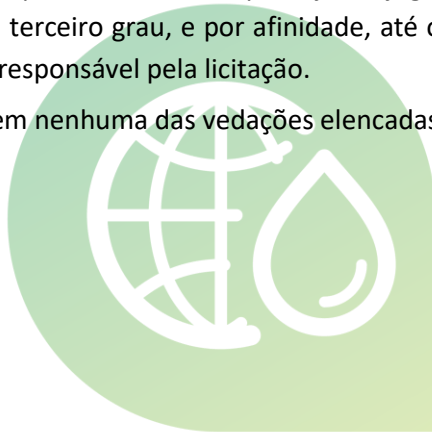 terceiro grau, e por afinidade, até
responsável pela licitação.
em nenhuma das vedações elencadas